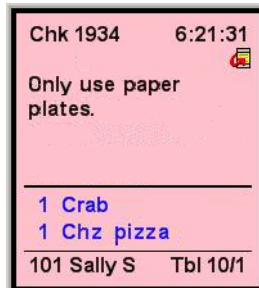 Chk 1934 6:21:31
Only use paper
plates.
1 Crab
1 Chz pizza
101 Sally S Tbl 10/1